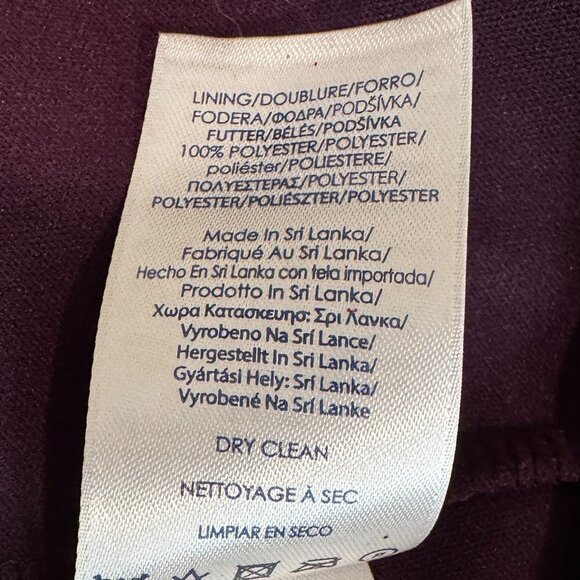 LINING/DOUBLURE/FORRO/
FODERA/ΦΟΔΡΑ/PODŠÍVKA/
FUTTER/BÉLÉS/PODŠÍVKA
100% POLYESTER/POLYESTER/
poliéster/POLIESTERE/
ΠΟΛΥΕΣΤΕΡΑΣ/POLYESTER/
POLYESTER/POLIÉSZTER/POLYESTER
Made In Sri Lanka/
Fabriqué Au Sri Lanka/
Hecho En Sri Lanka con tela importada/
Prodotto In Sri Lanka/
Χωρα Κατασκευησ: Σρι Λανκα/
Vyrobeno Na Srí Lance/
Hergestellt In Sri Lanka/
Gyártási Hely: Srí Lanka/
Vyrobené Na Srí Lanke
DRY CLEAN
NETTOYAGE À SEC
LIMPIAR EN SECO